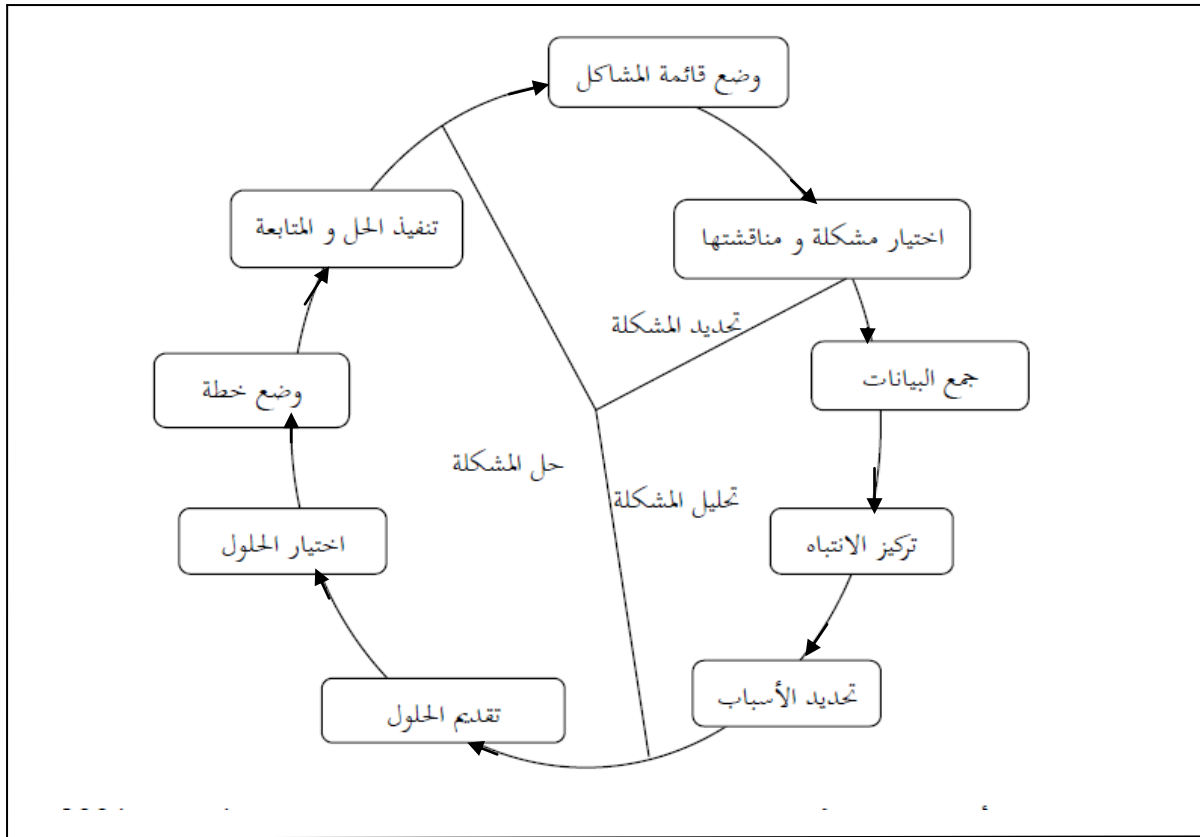 وضع قائمة المشاكل
اختيار مشكلة و مناقشتها
تنفيذ الحل و المتابعة
تحديد المشكلة
جمع البيانات
وضع خطة
حل المشكلة
تحليل المشكلة
تركيز الانتباه
اختيار الحلول
تحديد الأسباب
تقديم الحلول